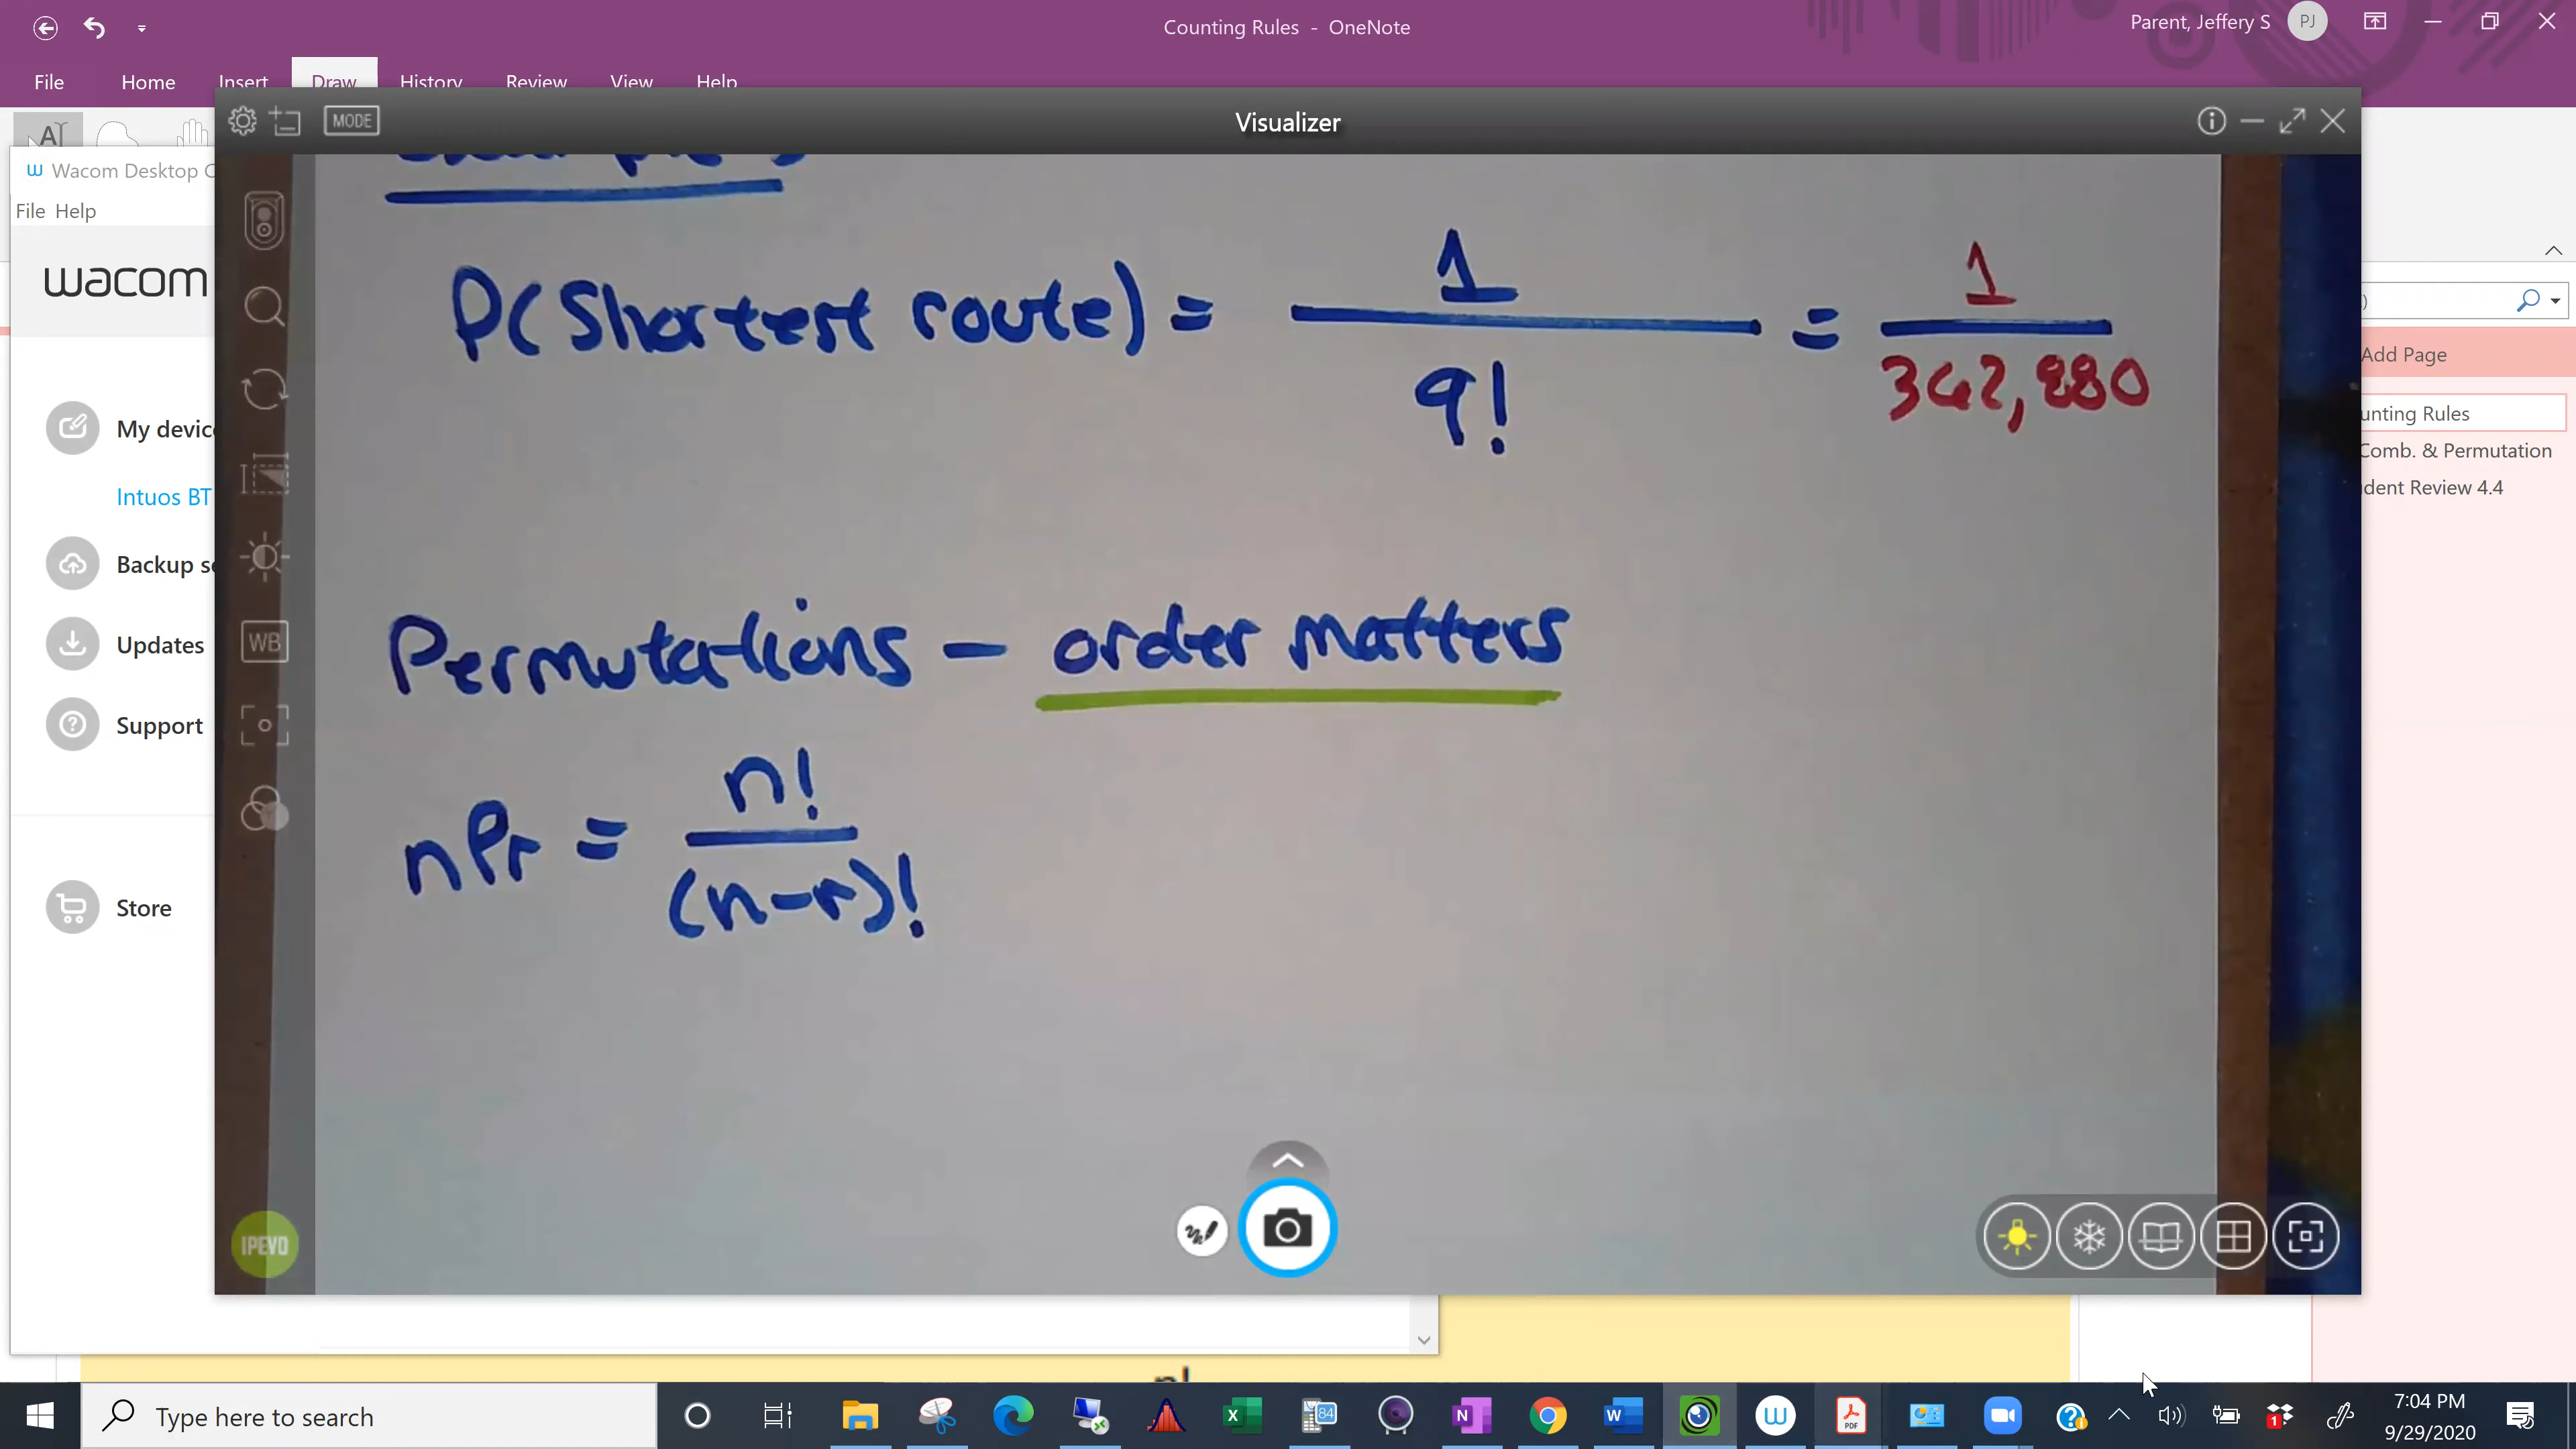 Counting Rules - OneNote
Parent, Jeffery S
PJ
File Home Insert Draw History Review View Help
MODE
Visualizer
Wacom Desktop C
File Help
wacom
My devic
Intuos BT
Backup se
Updates
Support
Store
WB
P(Shortest route) = 1 / 9! = 1 / 362,880
Permutations - order matters
nPr = n! / (n-r)!
IPEVO
Add Page
unting Rules
Comb. & Permutation
dent Review 4.4
n!
Type here to search
84
7:04 PM
9/29/2020